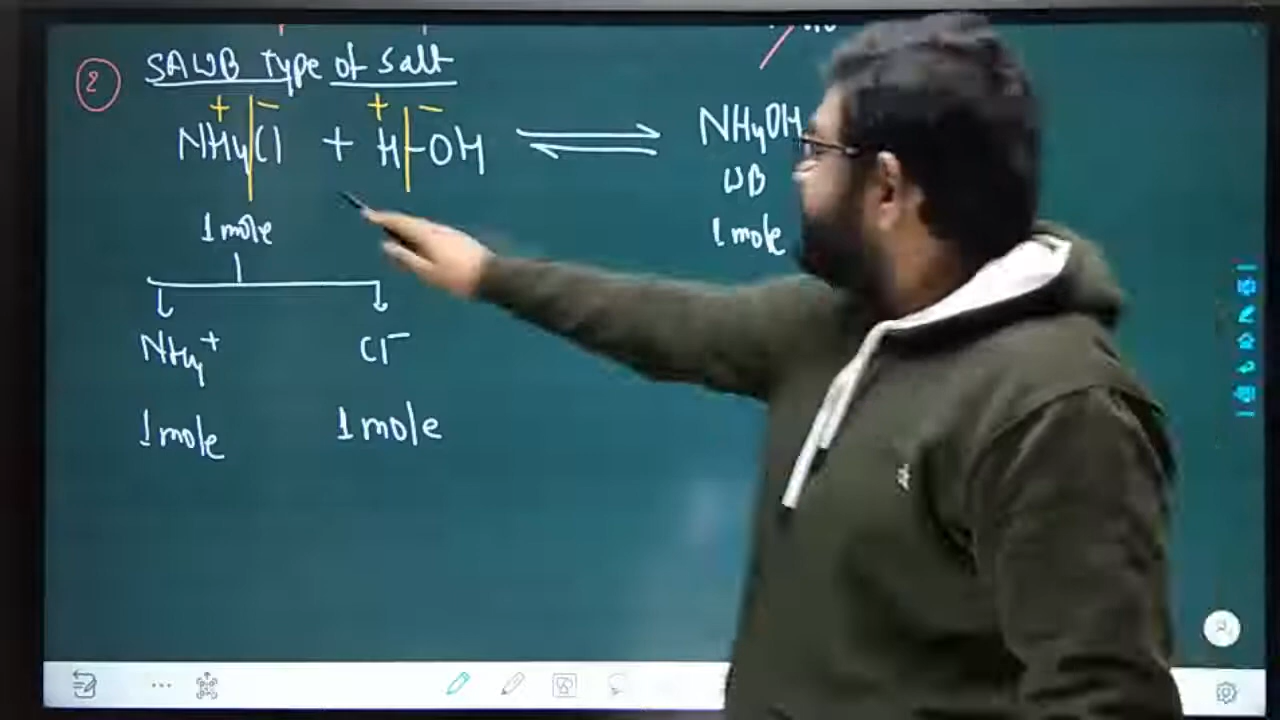 2 SAWB Type of Salt
+ - + -
NH4Cl + H-OH ⇌ NH4OH
WB
1 mole 1 mole
NH4+ Cl-
1 mole 1 mole